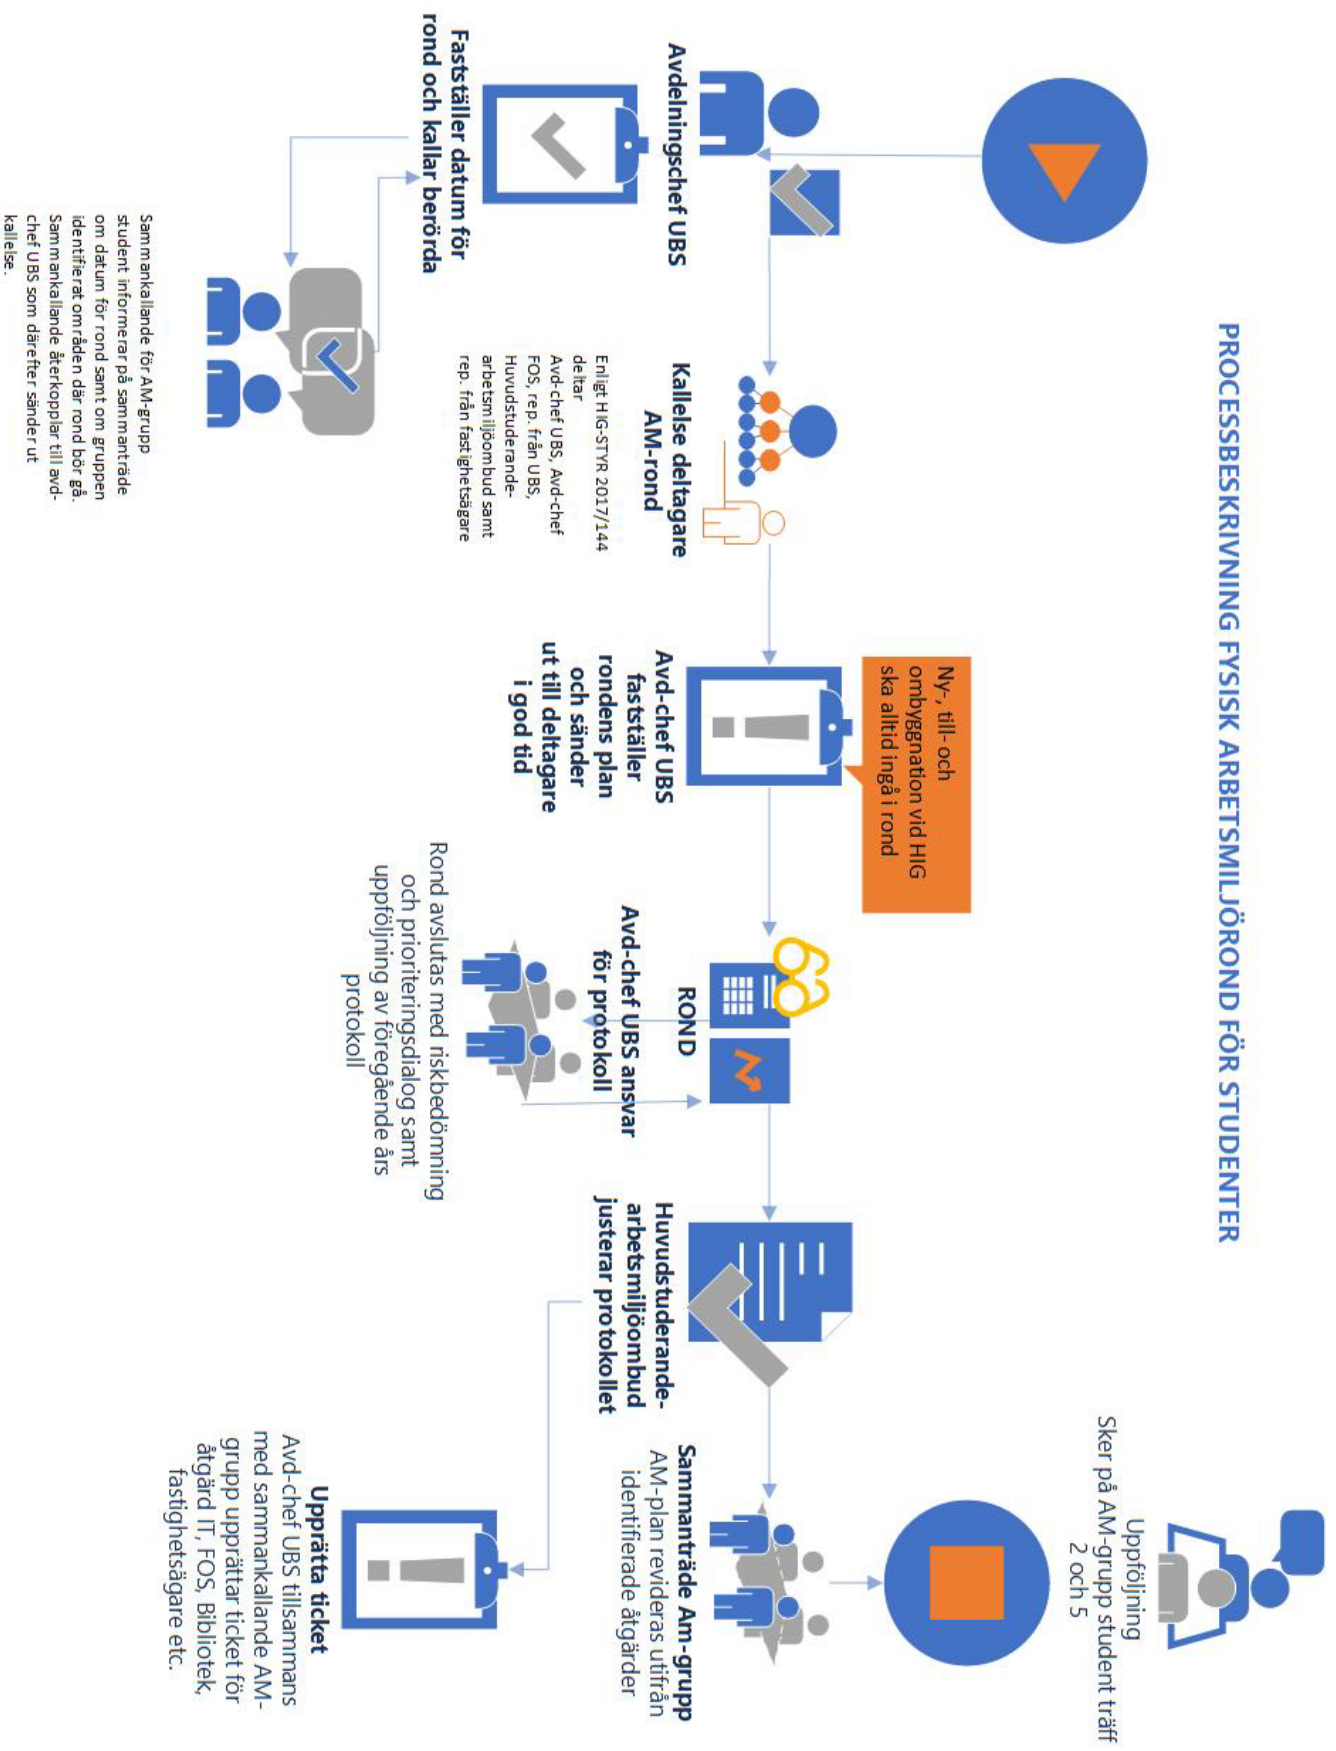 PROCESSBESKRIVNING FYSISK ARBETSMILJÖROND FÖR STUDENTER
Avdelningschef UBS
Fastställer datum för
rond och kallar berörda
Sammankallande för AM-grupp
student informerar på sammanträde
om datum för rond samt om gruppen
identifierat områden där rond bör gå.
Sammankallande återkopplar till avd-
chef UBS som därefter sänder ut
kallelse.
Kallelse deltagare
AM-rond
Enligt HIG-STYR 2017/144
deltar
Avd-chef UBS, Avd-chef
FOS, rep. från UBS,
Huvudstuderande-
arbetsmiljöombud samt
rep. från fastighetsägare
Ny-, till- och
ombyggnation vid HIG
ska alltid ingå i rond
Avd-chef UBS
fastställer
rondens plan
och sänder
ut till deltagare
i god tid
ROND
Avd-chef UBS ansvar
för protokoll
Rond avslutas med riskbedömning
och prioriteringsdialog samt
uppföljning av föregående års
protokoll
Huvudstuderande-
arbetsmiljöombud
justerar protokollet
Uppföljning
Sker på AM-grupp student träff
2 och 5
Sammanträde Am-grupp
AM-plan revideras utifrån
identifierade åtgärder
Upprätta ticket
Avd-chef UBS tillsammans
med sammankallande AM-
grupp upprättar ticket för
åtgärd IT, FOS, Bibliotek,
fastighetsägare etc.